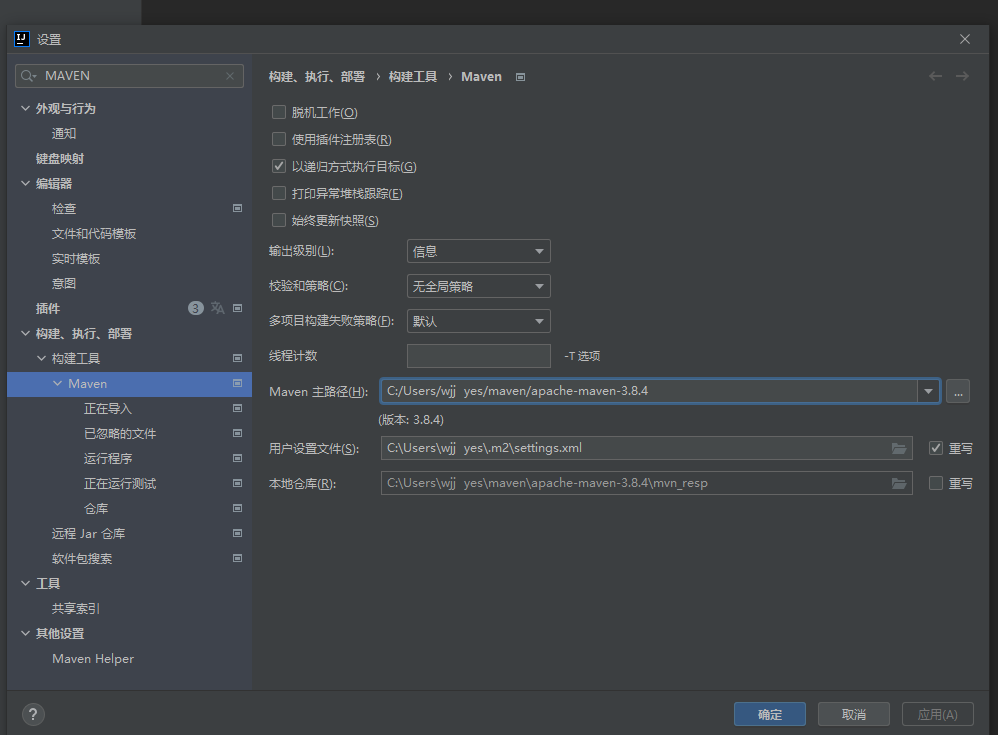 设置
MAVEN
外观与行为
通知
键盘映射
编辑器
检查
文件和代码模板
实时模板
意图
插件 3
构建、执行、部署
构建工具
Maven
正在导入
已忽略的文件
运行程序
正在运行测试
仓库
远程 Jar 仓库
软件包搜索
工具
共享索引
其他设置
Maven Helper
构建、执行、部署 › 构建工具 › Maven
脱机工作(O)
使用插件注册表(R)
以递归方式执行目标(G)
打印异常堆栈跟踪(E)
始终更新快照(S)
输出级别(L): 信息
校验和策略(C): 无全局策略
多项目构建失败策略(F): 默认
线程计数 -T 选项
Maven 主路径(H): C:/Users/wjj  yes/maven/apache-maven-3.8.4 ...
(版本: 3.8.4)
用户设置文件(S): C:\Users\wjj  yes\.m2\settings.xml 重写
本地仓库(R): C:\Users\wjj  yes\maven\apache-maven-3.8.4\mvn_resp 重写
? 确定 取消 应用(A)